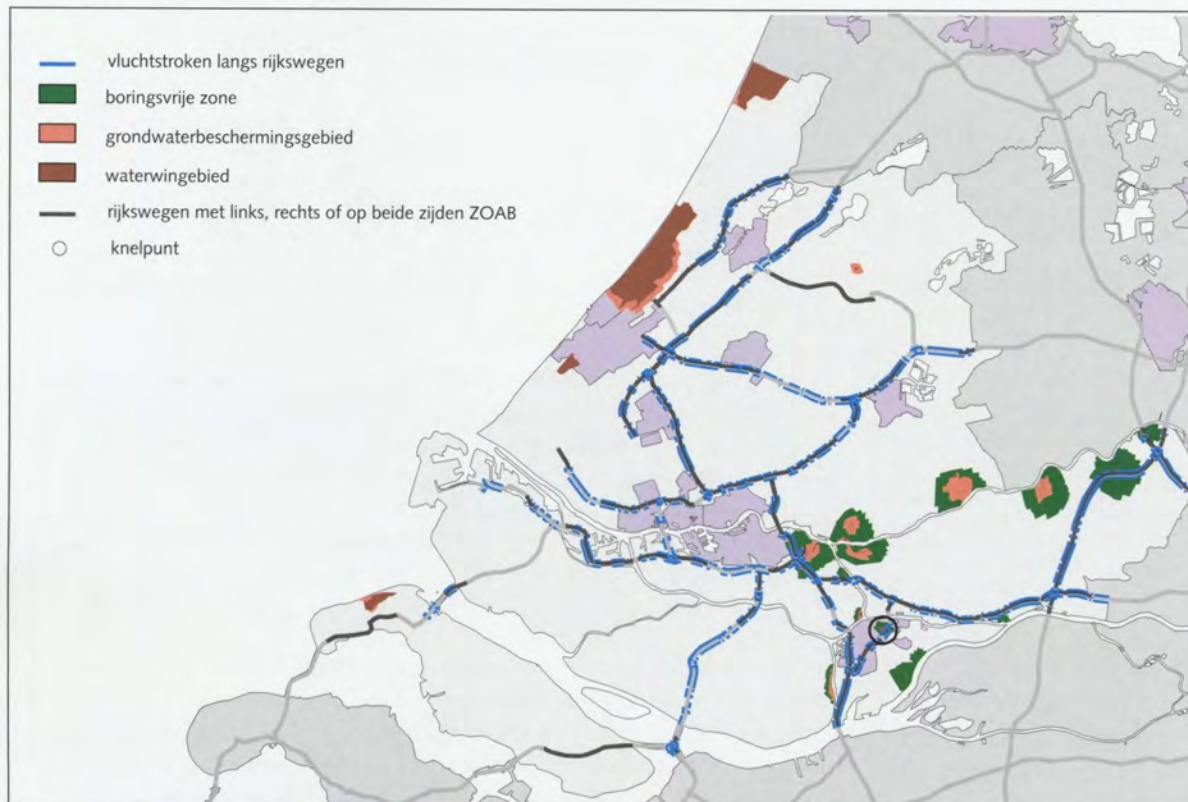 vluchtstroken langs rijkswegen
boringsvrije zone
grondwaterbeschermingsgebied
waterwingebied
rijkswegen met links, rechts of op beide zijden ZOAB
knelpunt